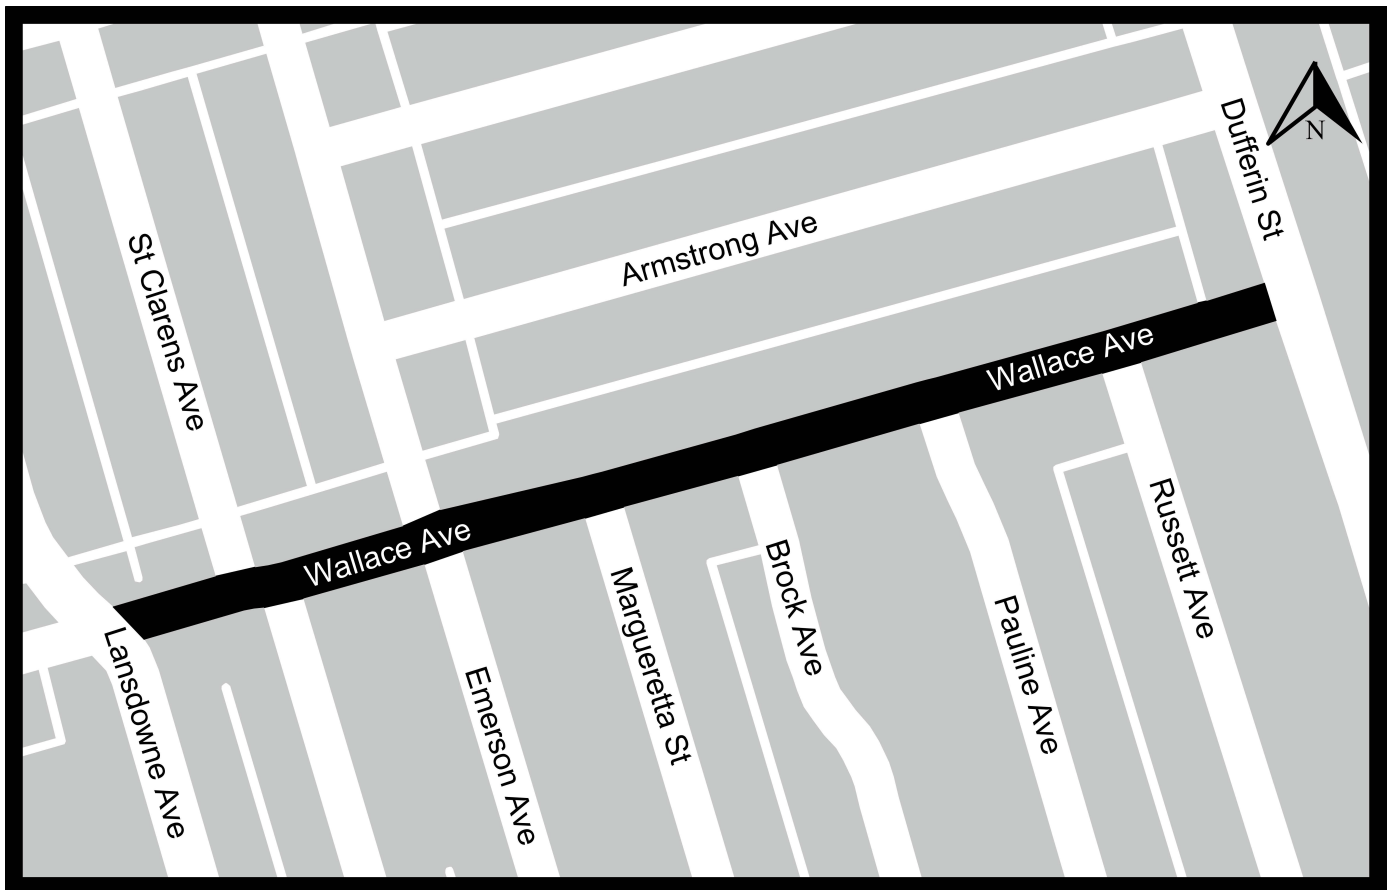 Dufferin St
N
Armstrong Ave
St Clarens Ave
Wallace Ave
Wallace Ave
Russett Ave
Brock Ave
Margueretta St
Pauline Ave
Lansdowne Ave
Emerson Ave